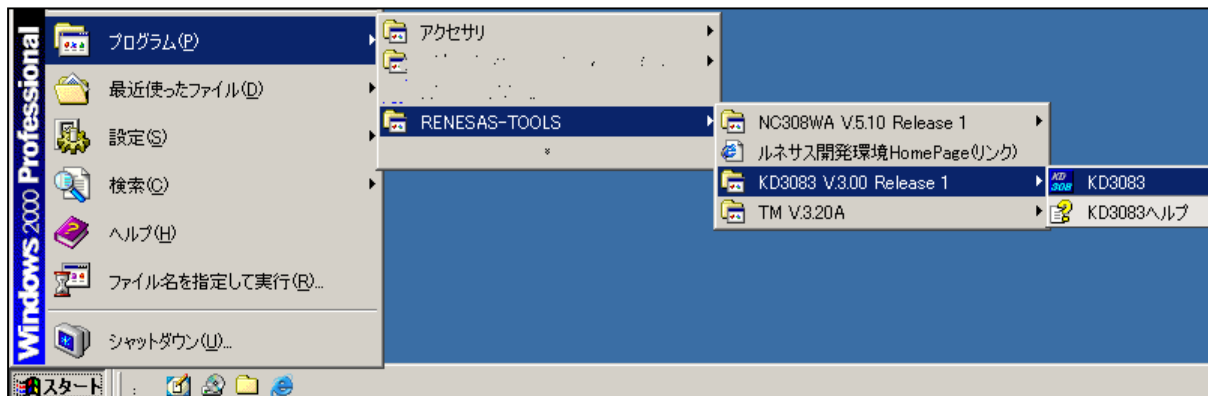 Windows 2000 Professional
プログラム(P)
最近使ったファイル(D)
設定(S)
検索(C)
ヘルプ(H)
ファイル名を指定して実行(R)...
シャットダウン(U)...
スタート
アクセサリ
RENESAS-TOOLS
NC308WA V.5.10 Release 1
ルネサス開発環境HomePage(リンク)
KD3083 V.3.00 Release 1
TM V.3.20A
KD 308
KD3083
KD3083ヘルプ